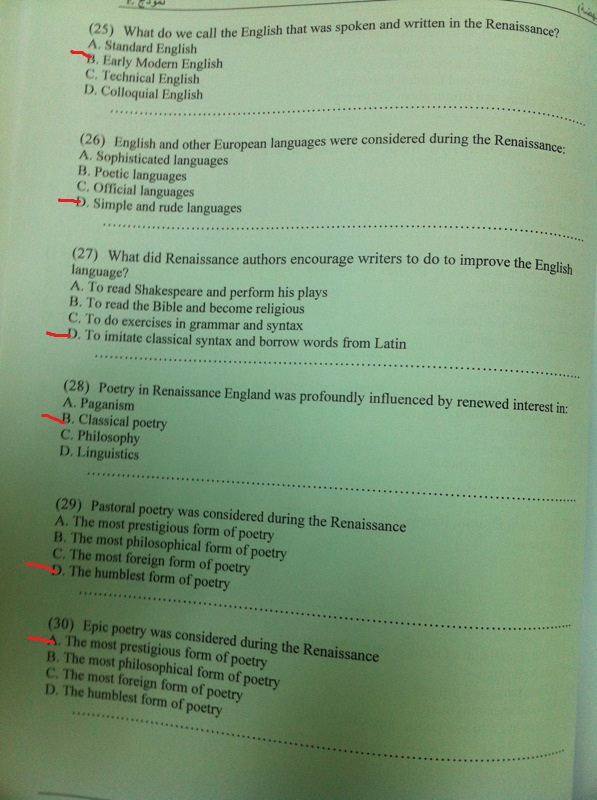 نموذج
(25) What do we call the English that was spoken and written in the Renaissance?
A. Standard English
B. Early Modern English
C. Technical English
D. Colloquial English
(26) English and other European languages were considered during the Renaissance:
A. Sophisticated languages
B. Poetic languages
C. Official languages
D. Simple and rude languages
(27) What did Renaissance authors encourage writers to do to improve the English
language?
A. To read Shakespeare and perform his plays
B. To read the Bible and become religious
C. To do exercises in grammar and syntax
D. To imitate classical syntax and borrow words from Latin
(28) Poetry in Renaissance England was profoundly influenced by renewed interest in:
A. Paganism
B. Classical poetry
C. Philosophy
D. Linguistics
(29) Pastoral poetry was considered during the Renaissance
A. The most prestigious form of poetry
B. The most philosophical form of poetry
C. The most foreign form of poetry
D. The humblest form of poetry
(30) Epic poetry was considered during the Renaissance
A. The most prestigious form of poetry
B. The most philosophical form of poetry
C. The most foreign form of poetry
D. The humblest form of poetry